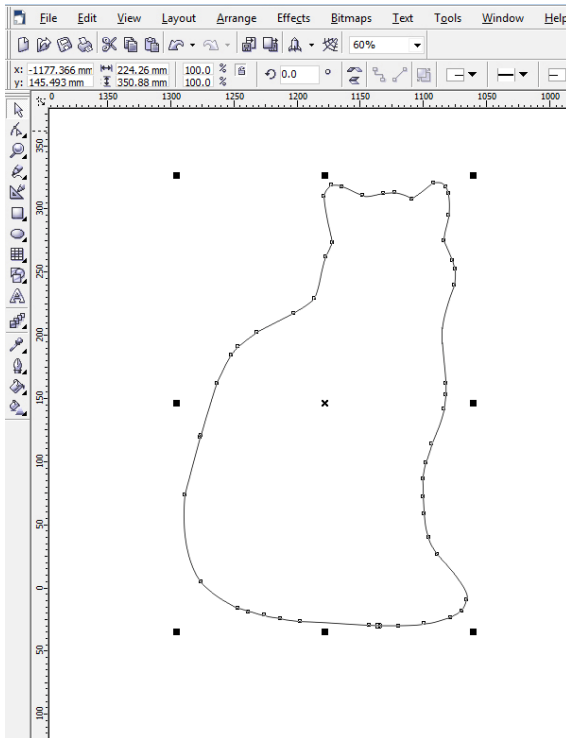 File Edit View Layout Arrange Effects Bitmaps Text Tools Window Help
60%
x: -1177.366 mm 224.26 mm 100.0 % 0.0 °
y: 145.493 mm 350.88 mm 100.0 %
0 1350 1300 1250 1200 1150 1100 1050 1000
350
300
250
200
150
100
50
0
50
100